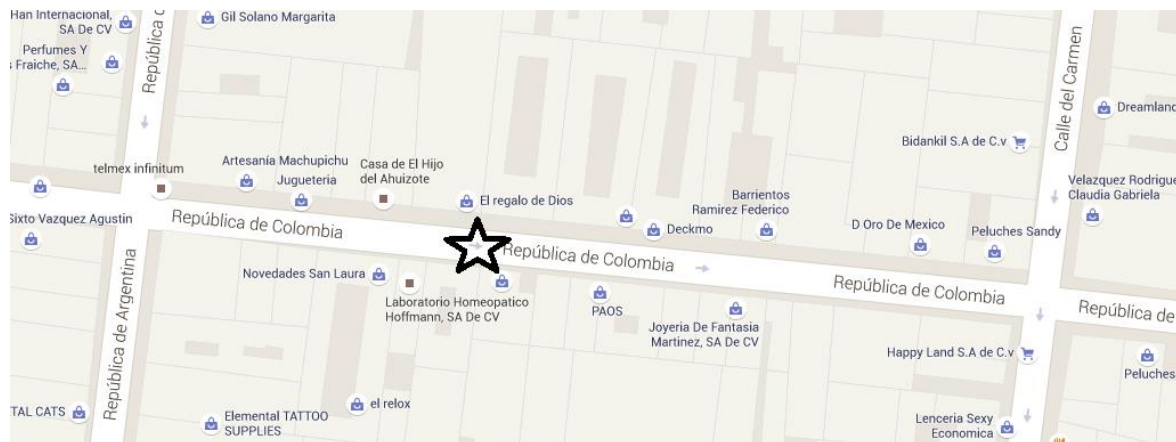 Han Internacional,
SA De CV
República
Gil Solano Margarita
Perfumes Y
s Fraiche, SA...
Calle del Carmen
Dreamland
Bidankil S.A de C.v
telmex infinitum
Artesanía Machupichu
Jugueteria
Casa de El Hijo
del Ahuizote
El regalo de Dios
Barrientos
Ramirez Federico
Deckmo
D Oro De Mexico
Peluches Sandy
Velazquez Rodrigue
Claudia Gabriela
Sixto Vazquez Agustin
República de Colombia
República de Colombia
República de Colombia
República de
República de Argentina
Novedades San Laura
Laboratorio Homeopatico
Hoffmann, SA De CV
PAOS
Joyeria De Fantasia
Martinez, SA De CV
Happy Land S.A de C.v
Peluches
TAL CATS
Elemental TATTOO
SUPPLIES
el relox
Lenceria Sexy
Economica